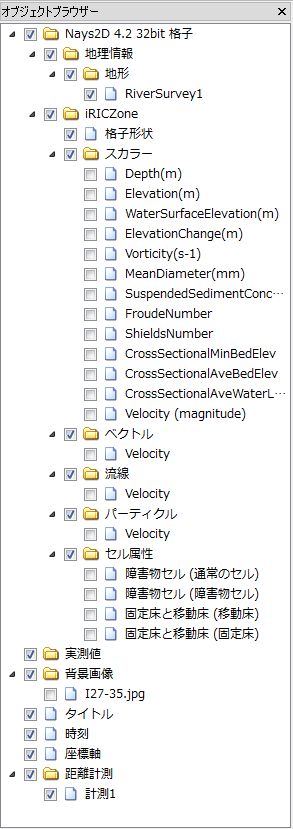 オブジェクトブラウザー
Nays2D 4.2 32bit 格子
地理情報
地形
RiverSurvey1
iRICZone
格子形状
スカラー
Depth(m)
Elevation(m)
WaterSurfaceElevation(m)
ElevationChange(m)
Vorticity(s-1)
MeanDiameter(mm)
SuspendedSedimentConc...
FroudeNumber
ShieldsNumber
CrossSectionalMinBedElev
CrossSectionalAveBedElev
CrossSectionalAveWaterL...
Velocity (magnitude)
ベクトル
Velocity
流線
Velocity
パーティクル
Velocity
セル属性
障害物セル (通常のセル)
障害物セル (障害物セル)
固定床と移動床 (移動床)
固定床と移動床 (固定床)
実測値
背景画像
I27-35.jpg
タイトル
時刻
座標軸
距離計測
計測1